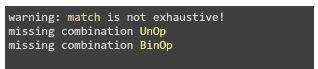 warning: match is not exhaustive!
missing combination UnOp
missing combination BinOp